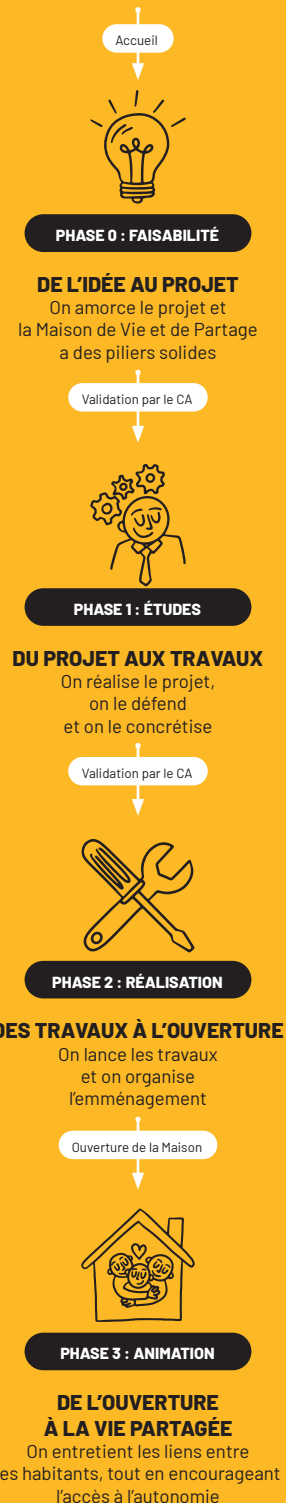 Accueil
PHASE 0 : FAISABILITÉ
DE L'IDÉE AU PROJET
On amorce le projet et
la Maison de Vie et de Partage
a des piliers solides
Validation par le CA
PHASE 1 : ÉTUDES
DU PROJET AUX TRAVAUX
On réalise le projet,
on le défend
et on le concrétise
Validation par le CA
PHASE 2 : RÉALISATION
DES TRAVAUX À L'OUVERTURE
On lance les travaux
et on organise
l'emménagement
Ouverture de la Maison
PHASE 3 : ANIMATION
DE L'OUVERTURE
À LA VIE PARTAGÉE
On entretient les liens entre
es habitants, tout en encourageant
l'accès à l'autonomie